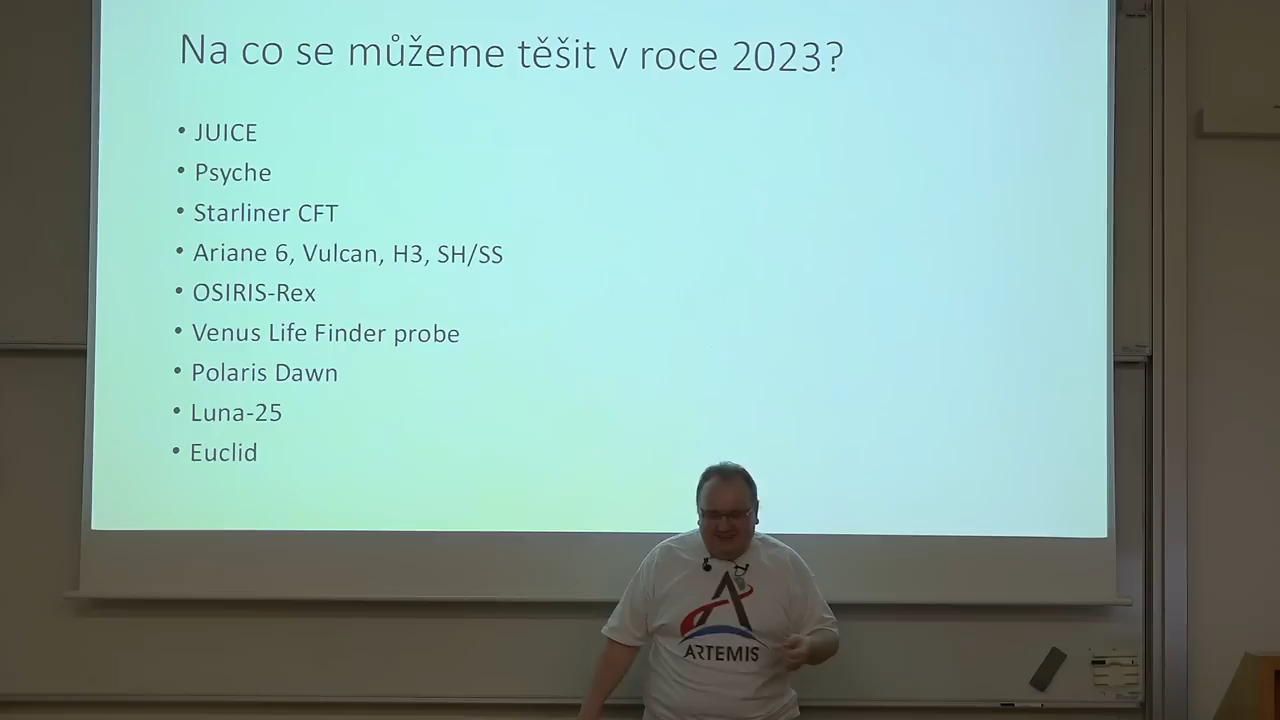 Na co se můžeme těšit v roce 2023?
• JUICE
• Psyche
• Starliner CFT
• Ariane 6, Vulcan, H3, SH/SS
• OSIRIS-Rex
• Venus Life Finder probe
• Polaris Dawn
• Luna-25
• Euclid
ARTEMIS